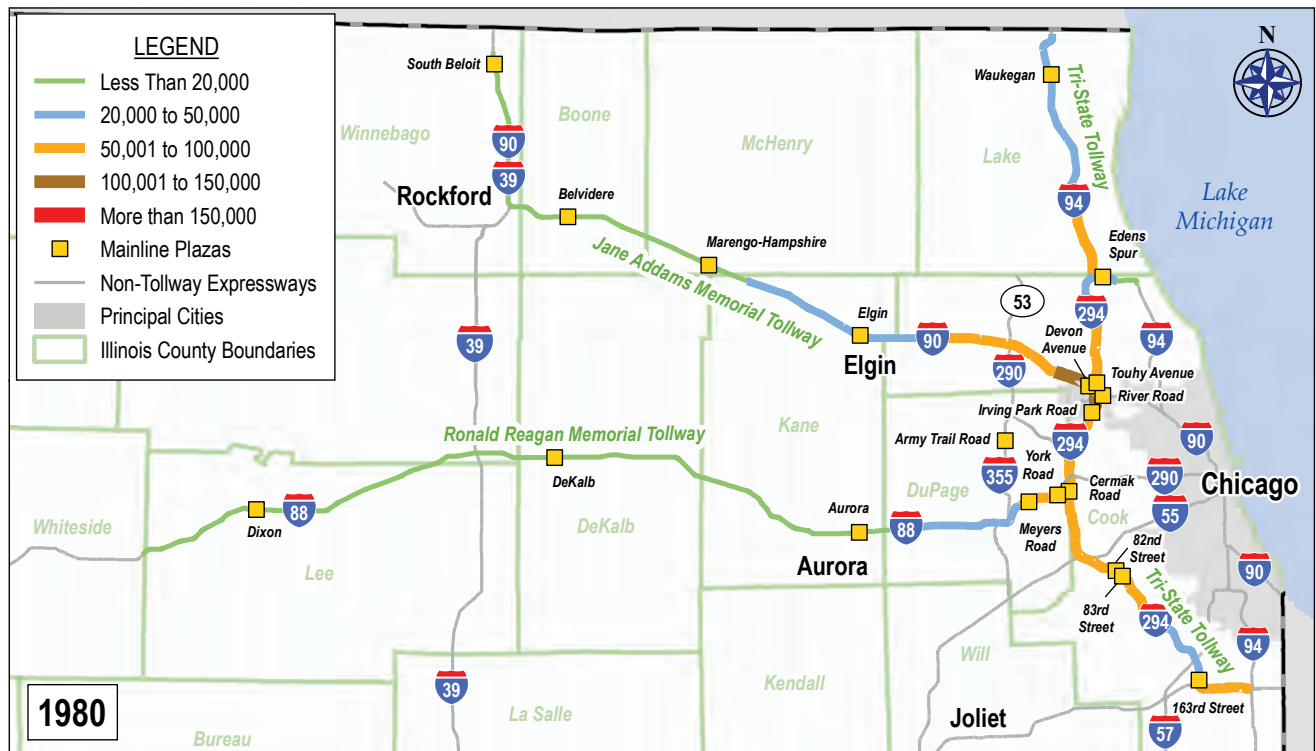 LEGEND
Less Than 20,000
20,000 to 50,000
50,001 to 100,000
100,001 to 150,000
More than 150,000
Mainline Plazas
Non-Tollway Expressways
Principal Cities
Illinois County Boundaries
N
South Beloit
Waukegan
Tri-State Tollway
Winnebago
Boone
McHenry
Lake
90
39
Rockford
Belvidere
94
Lake
Michigan
Marengo-Hampshire
Edens
Spur
Jane Addams Memorial Tollway
53
294
39
Elgin
90
Elgin
Devon
Avenue
94
290
Touhy Avenue
River Road
Irving Park Road
Kane
Ronald Reagan Memorial Tollway
Army Trail Road
294
90
DeKalb
355
York
Road
Cermak
Road
290
Chicago
DuPage
Dixon
88
Whiteside
DeKalb
Aurora
88
Meyers
Road
Cook
55
Aurora
82nd
Street
90
Lee
83rd
Street
Tri-State Tollway
294
94
Will
39
Kendall
163rd Street
1980
La Salle
Joliet
57
Bureau